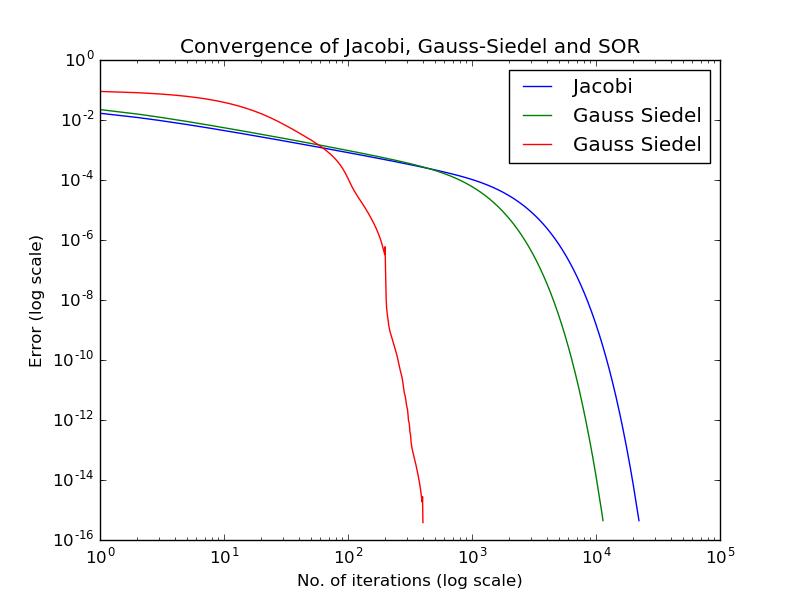 Convergence of Jacobi, Gauss-Siedel and SOR
Jacobi
Gauss Siedel
Gauss Siedel
Error (log scale)
10^0
10^-2
10^-4
10^-6
10^-8
10^-10
10^-12
10^-14
10^-16
10^0 10^1 10^2 10^3 10^4 10^5
No. of iterations (log scale)